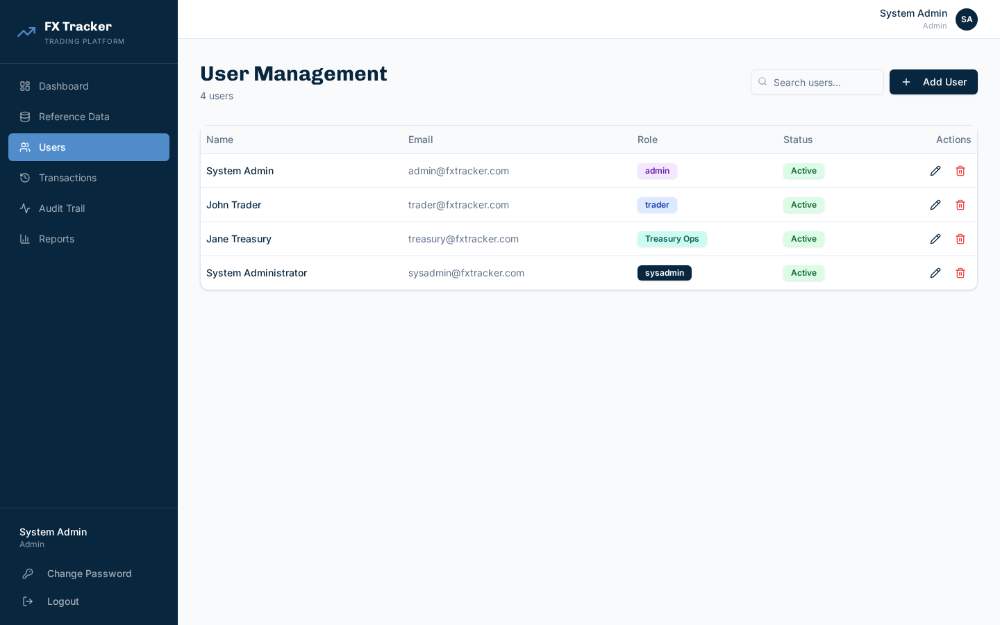 FX Tracker
TRADING PLATFORM
Dashboard
Reference Data
Users
Transactions
Audit Trail
Reports
System Admin
Admin
Change Password
Logout
System Admin
Admin
SA
User Management
4 users
Search users...
Add User
Name Email Role Status Actions
System Admin admin@fxtracker.com admin Active
John Trader trader@fxtracker.com trader Active
Jane Treasury treasury@fxtracker.com Treasury Ops Active
System Administrator sysadmin@fxtracker.com sysadmin Active